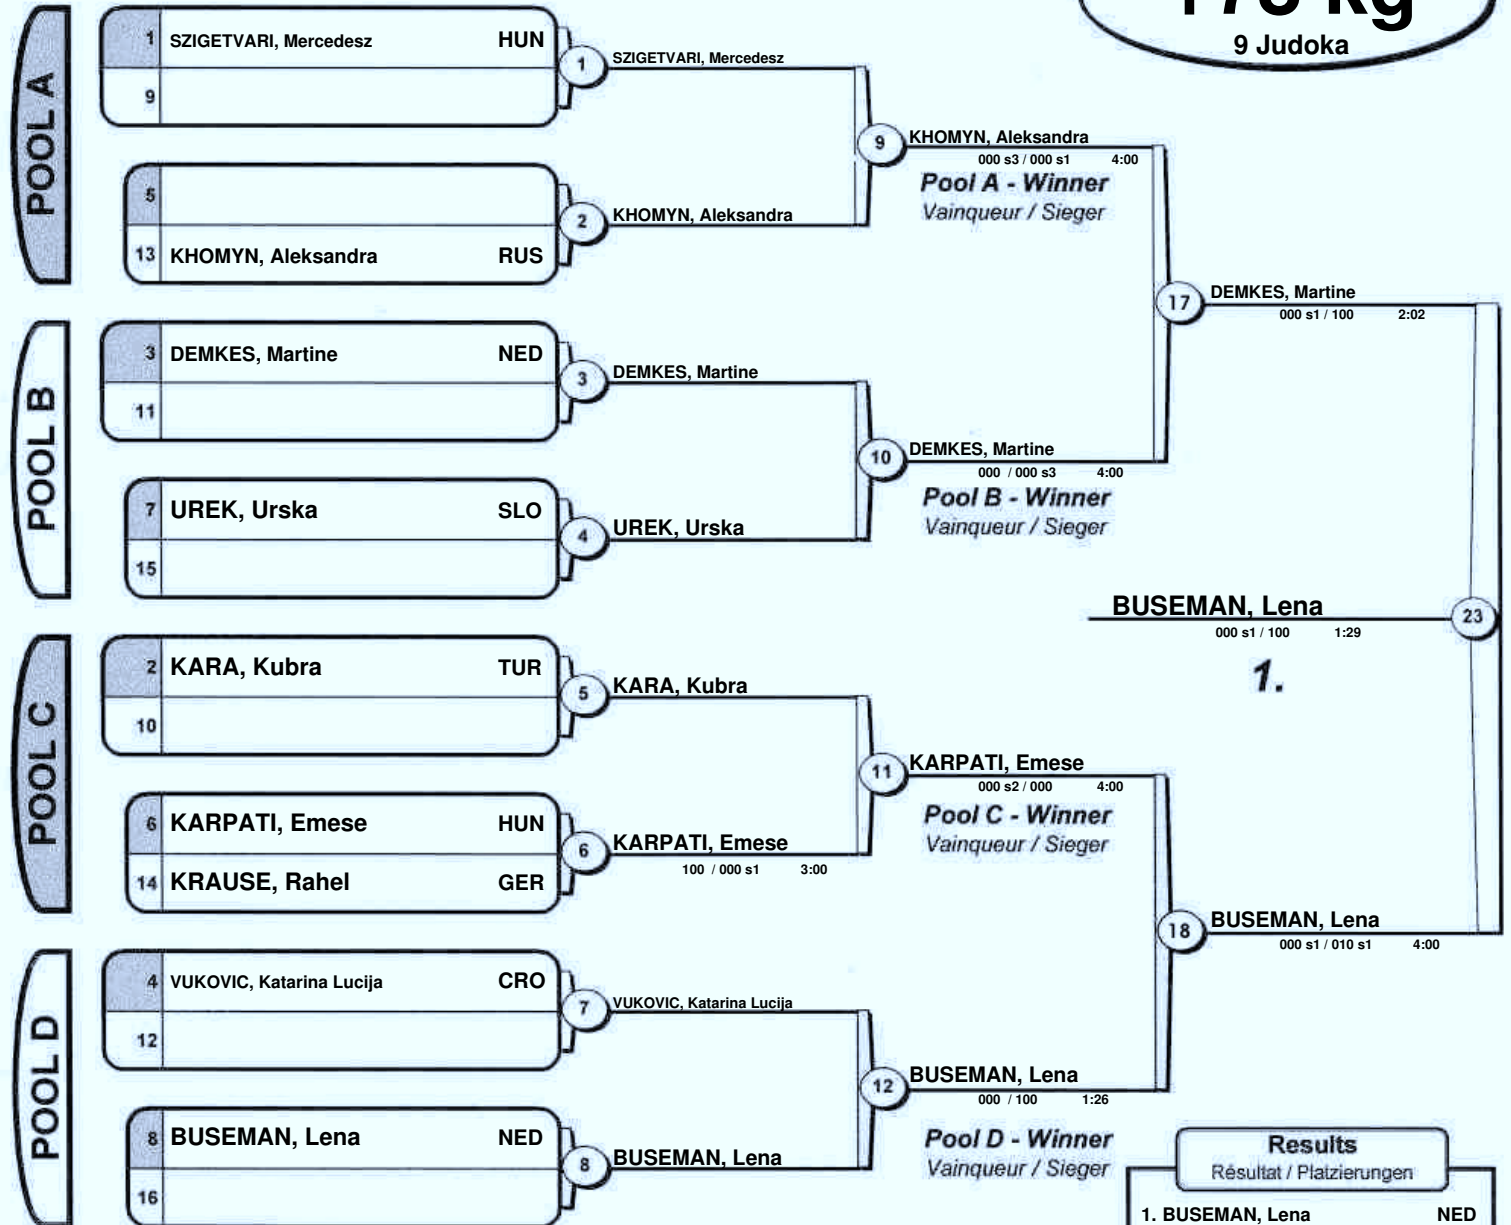 9 Judoka
POOL A
1 SZIGETVARI, Mercedesz HUN
9
1 SZIGETVARI, Mercedesz
5
13 KHOMYN, Aleksandra RUS
2 KHOMYN, Aleksandra
9 KHOMYN, Aleksandra
000 s3 / 000 s1 4:00
Pool A - Winner
Vainqueur / Sieger
POOL B
3 DEMKES, Martine NED
11
3 DEMKES, Martine
7 UREK, Urska SLO
15
4 UREK, Urska
10 DEMKES, Martine
000 / 000 s3 4:00
Pool B - Winner
Vainqueur / Sieger
17 DEMKES, Martine
000 s1 / 100 2:02
POOL C
2 KARA, Kubra TUR
10
5 KARA, Kubra
6 KARPATI, Emese HUN
14 KRAUSE, Rahel GER
6 KARPATI, Emese
100 / 000 s1 3:00
11 KARPATI, Emese
000 s2 / 000 4:00
Pool C - Winner
Vainqueur / Sieger
POOL D
4 VUKOVIC, Katarina Lucija CRO
12
7 VUKOVIC, Katarina Lucija
8 BUSEMAN, Lena NED
16
8 BUSEMAN, Lena
12 BUSEMAN, Lena
000 / 100 1:26
Pool D - Winner
Vainqueur / Sieger
18 BUSEMAN, Lena
000 s1 / 010 s1 4:00
BUSEMAN, Lena 23
000 s1 / 100 1:29
1.
Results
Résultat / Platzierungen
1. BUSEMAN, Lena NED